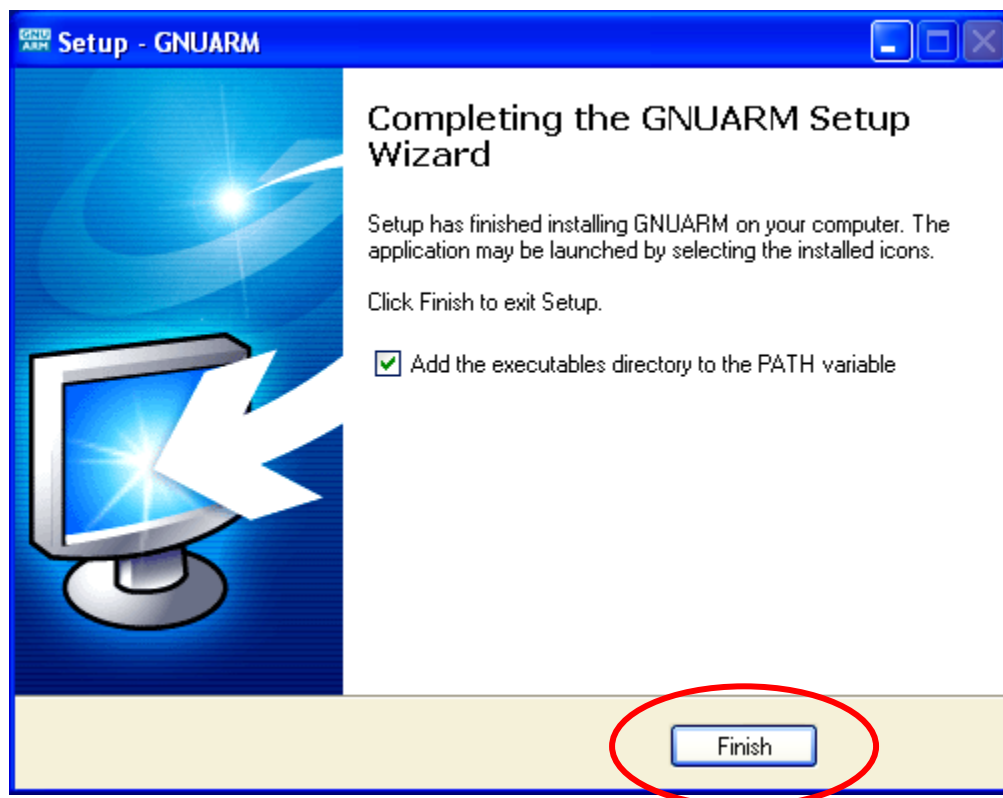 GNU
ARM
Setup - GNUARM
Completing the GNUARM Setup
Wizard
Setup has finished installing GNUARM on your computer. The
application may be launched by selecting the installed icons.
Click Finish to exit Setup.
Add the executables directory to the PATH variable
Finish